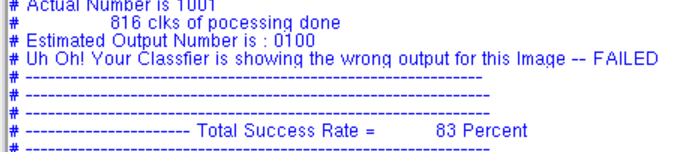 # Actual Number is 1001
# 816 clks of pocessing done
# Estimated Output Number is : 0100
# Uh Oh! Your Classfier is showing the wrong output for this Image -- FAILED
# -------------------------------------------------------------
# --------------------------------------------------------------
# --------------------------------------------------------------
# ---------------------- Total Success Rate = 83 Percent
# --------------------------------------------------------------